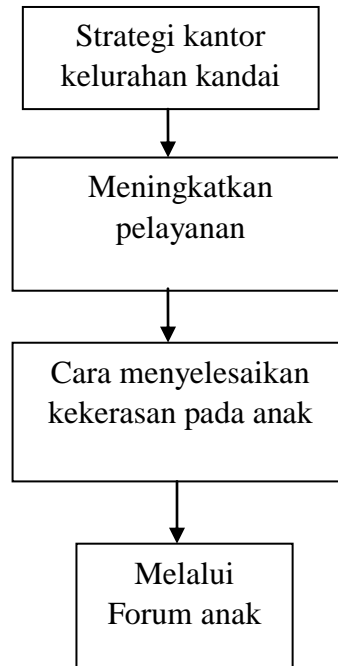 Strategi kantor
kelurahan kandai
Meningkatkan
pelayanan
Cara menyelesaikan
kekerasan pada anak
Melalui
Forum anak